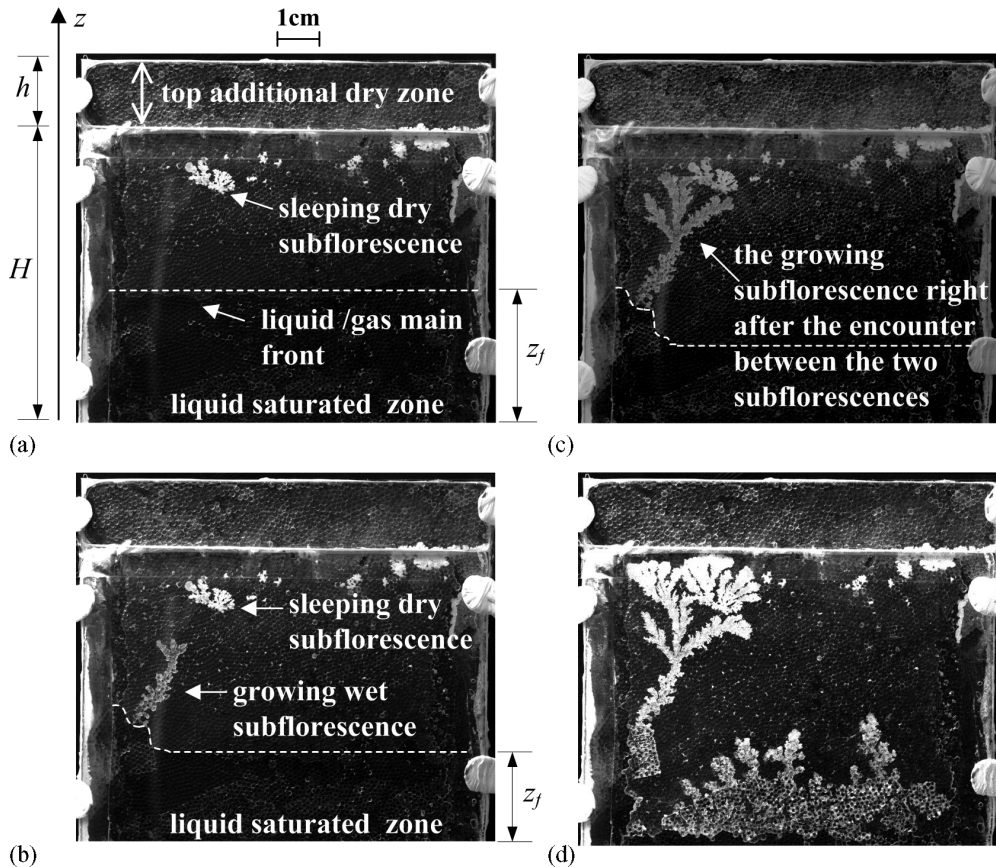 z
1cm
h
top additional dry zone
sleeping dry
subflorescence
H
liquid /gas main
front
z_f
liquid saturated zone
(a)
the growing
subflorescence right
after the encounter
between the two
subflorescences
(c)
sleeping dry
subflorescence
growing wet
subflorescence
z_f
liquid saturated zone
(b)
(d)